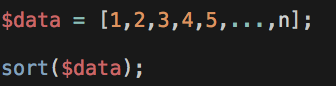 $data = [1,2,3,4,5,...,n];
sort($data);